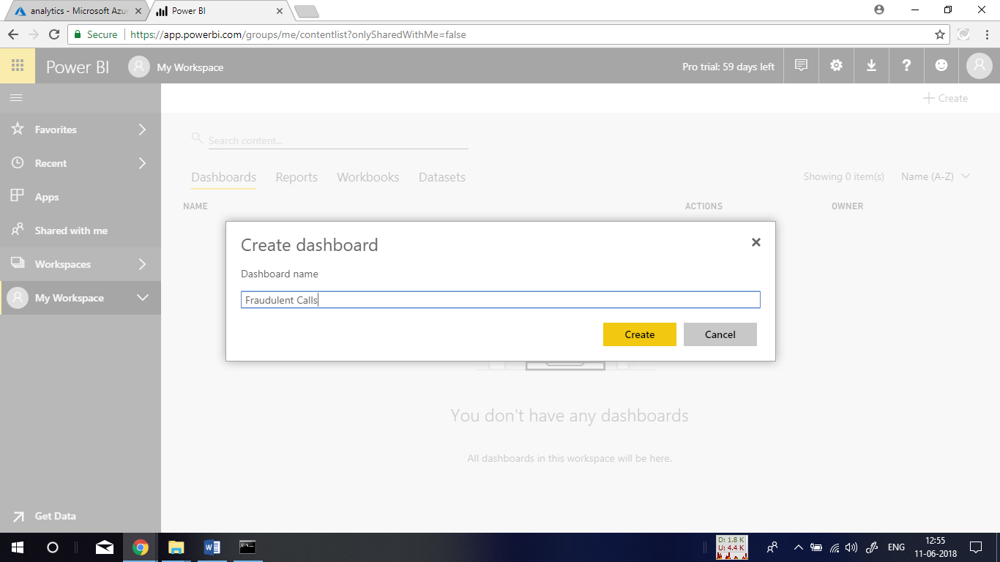 analytics - Microsoft Azur
Power BI
Secure
https://app.powerbi.com/groups/me/contentlist?onlySharedWithMe=false
Power BI
My Workspace
Pro trial: 59 days left
?
Create
Favorites
Recent
Apps
Shared with me
Workspaces
My Workspace
Get Data
Search content...
Dashboards Reports Workbooks Datasets
Showing 0 item(s)
Name (A-Z)
NAME ACTIONS OWNER
Create dashboard
Dashboard name
Fraudulent Calls
Create
Cancel
You don't have any dashboards
All dashboards in this workspace will be here.
D: 1.8 K
U: 4.4 K
ENG
12:55
11-06-2018